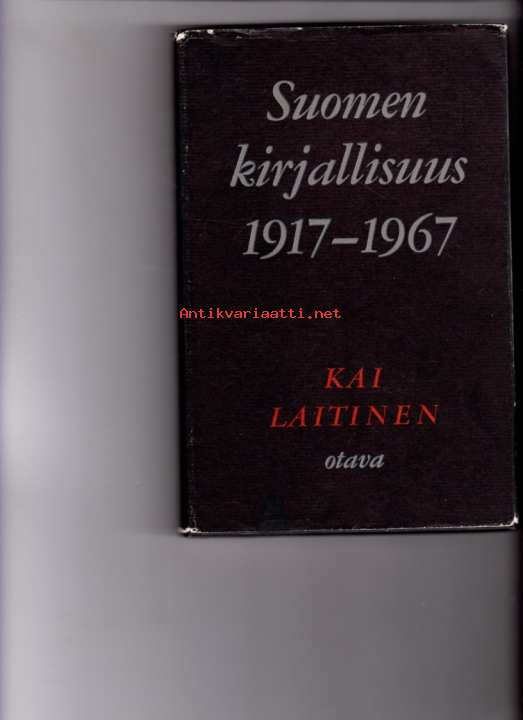 Suomen
kirjallisuus
1917–1967
Antikvariaatti.net
KAI
LAITINEN
otava